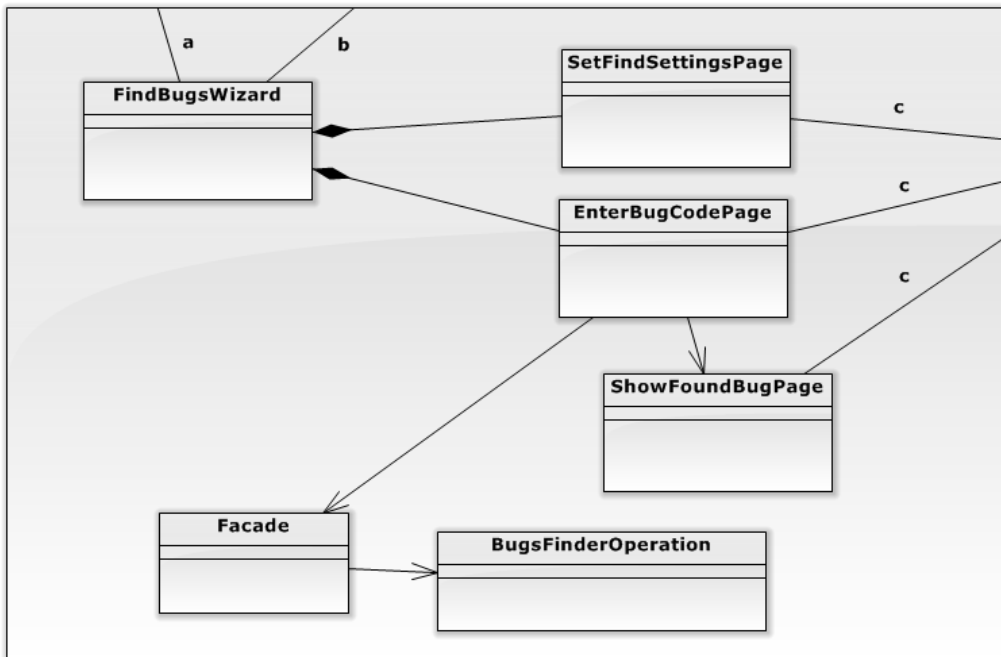 a
b
FindBugsWizard
SetFindSettingsPage
c
EnterBugCodePage
c
c
ShowFoundBugPage
Facade
BugsFinderOperation